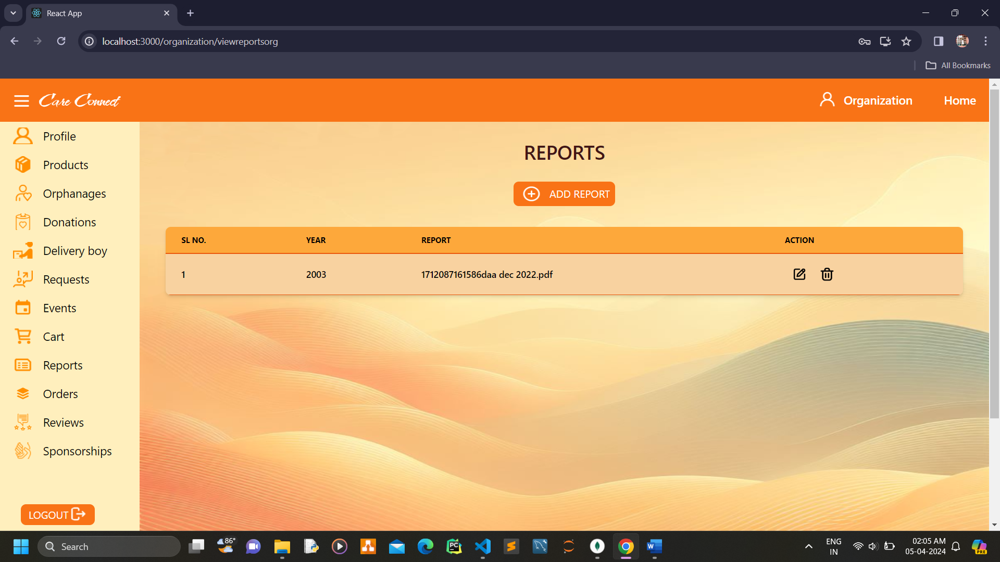 React App
localhost:3000/organization/viewreportsorg
All Bookmarks
Care Connect
Organization
Home
Profile
Products
Orphanages
Donations
Delivery boy
Requests
Events
Cart
Reports
Orders
Reviews
Sponsorships
LOGOUT
REPORTS
ADD REPORT
SL NO. YEAR REPORT ACTION
1 2003 1712087161586daa dec 2022.pdf
Search
86°
PC
W
ENG
IN
02:05 AM
05-04-2024
PRE